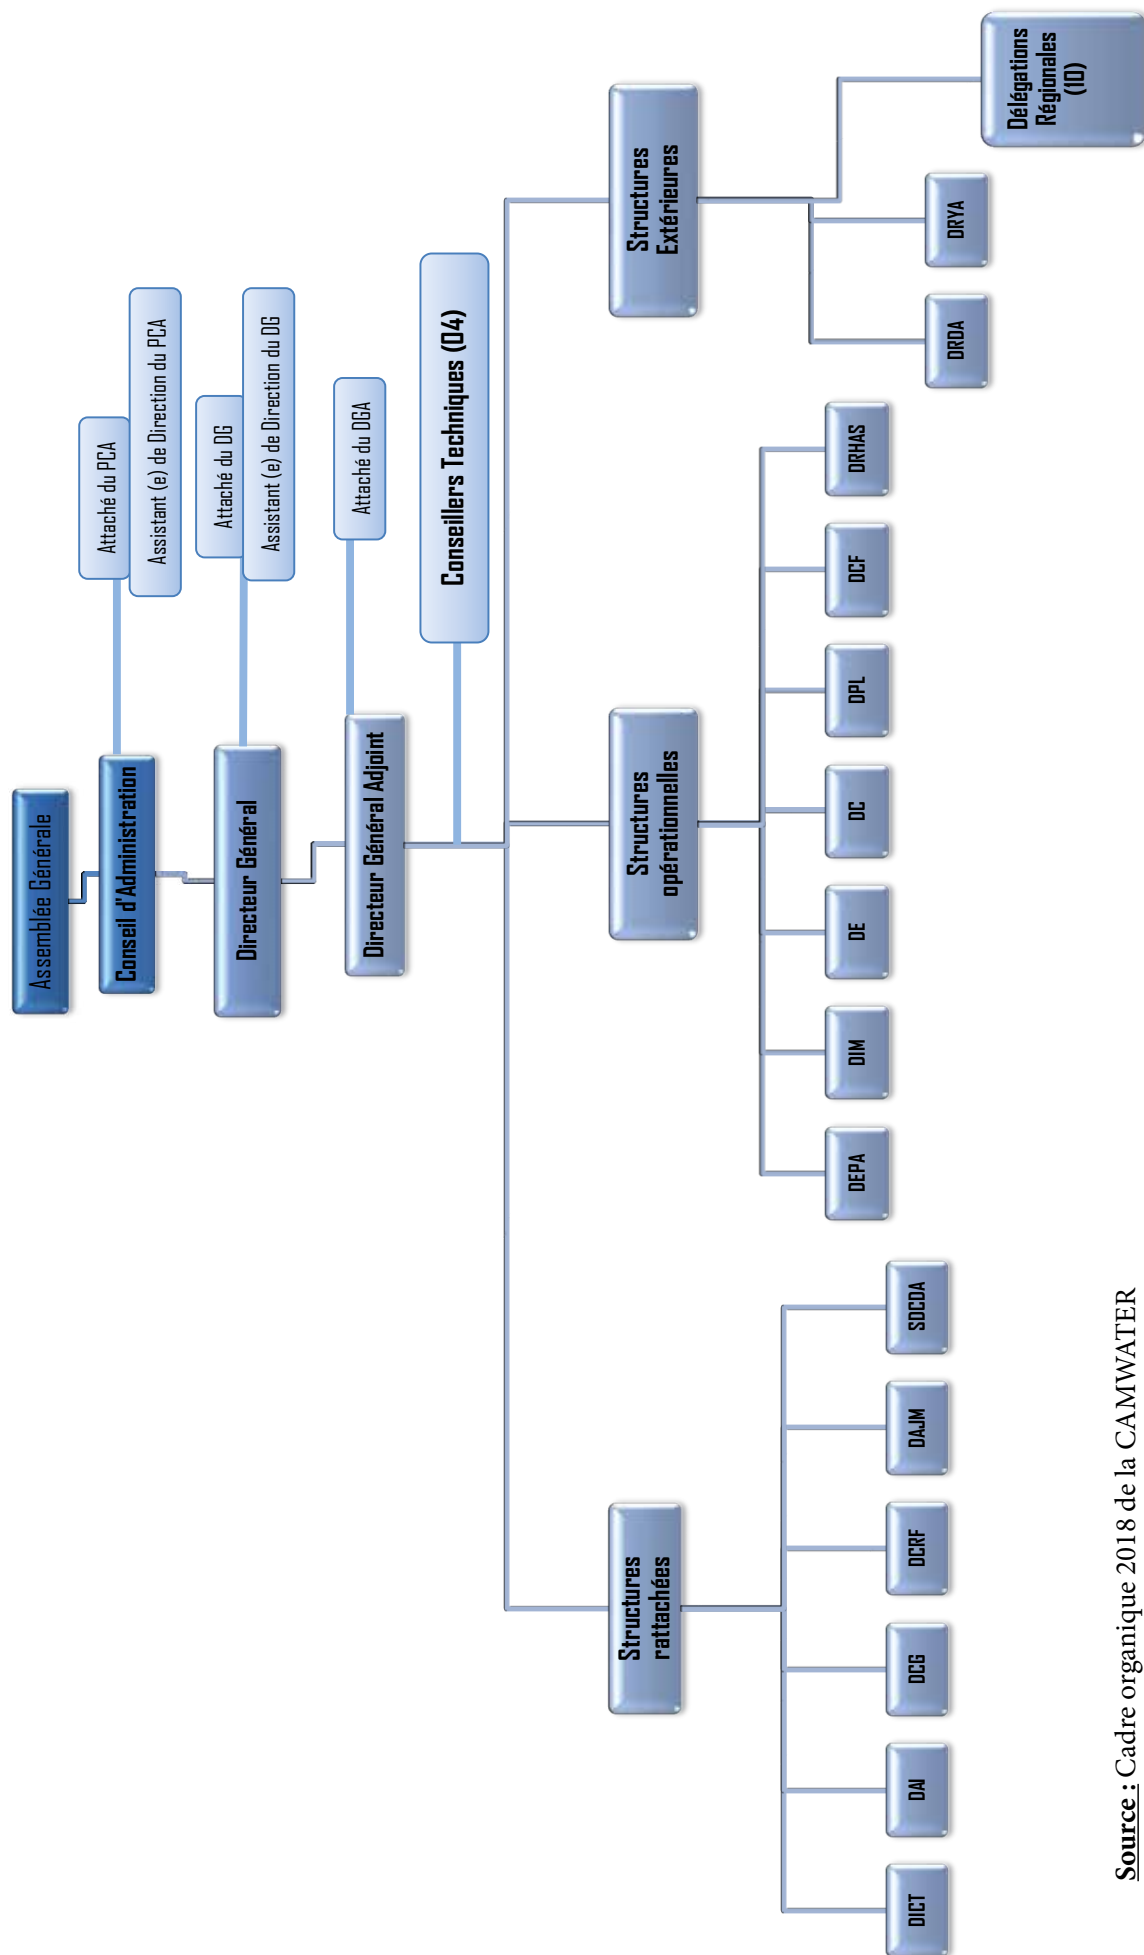 Assemblée Générale
Conseil d'Administration
Attaché du PCA
Assistant (e) de Direction du PCA
Directeur Général
Attaché du DG
Assistant (e) de Direction du DG
Directeur Général Adjoint
Attaché du DGA
Conseillers Techniques (04)
Structures
rattachées
Structures
opérationnelles
Structures
Extérieures
DICT
DAI
DCG
DCRF
DAJM
SDCDA
DEPA
DIM
DE
DC
DPL
DCF
DRHAS
DRDA
DRYA
Délégations
Régionales
(10)
Source : Cadre organique 2018 de la CAMWATER